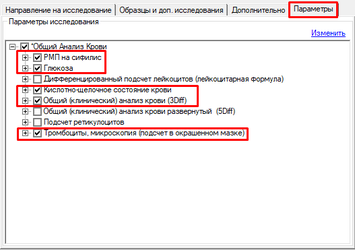 Направление на исследование Образцы и доп. исследования Дополнительно Параметры
Параметры исследования
Изменить
"Общий Анализ Крови
РМП на сифилис
Глюкоза
Дифференцированный подсчет лейкоцитов (лейкоцитарная Формула)
Кислотно-щелочное состояние крови
Общий (клинический) анализ крови (3Diff)
Общий (клинический) анализ крови развернутый (5Diff)
Подсчет ретикулоцитов
Тромбоциты, микроскопия (подсчет в окрашенном мазке)